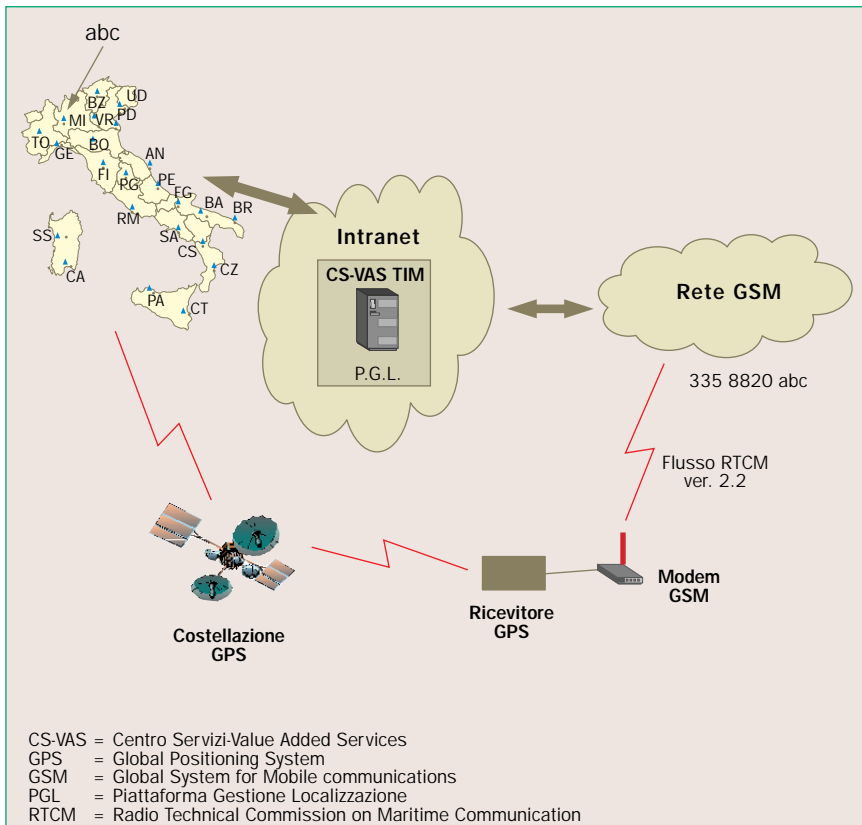 abc
BZ
UD
MI
VR
PD
TO
GE
BO
AN
FI
PG
PE
FG
BA
BR
RM
SA
CS
SS
CA
CZ
PA
CT
Intranet
CS-VAS TIM
P.G.L.
Rete GSM
335 8820 abc
Flusso RTCM
ver. 2.2
Costellazione
GPS
Ricevitore
GPS
Modem
GSM
CS-VAS = Centro Servizi-Value Added Services
GPS = Global Positioning System
GSM = Global System for Mobile communications
PGL = Piattaforma Gestione Localizzazione
RTCM = Radio Technical Commission on Maritime Communication